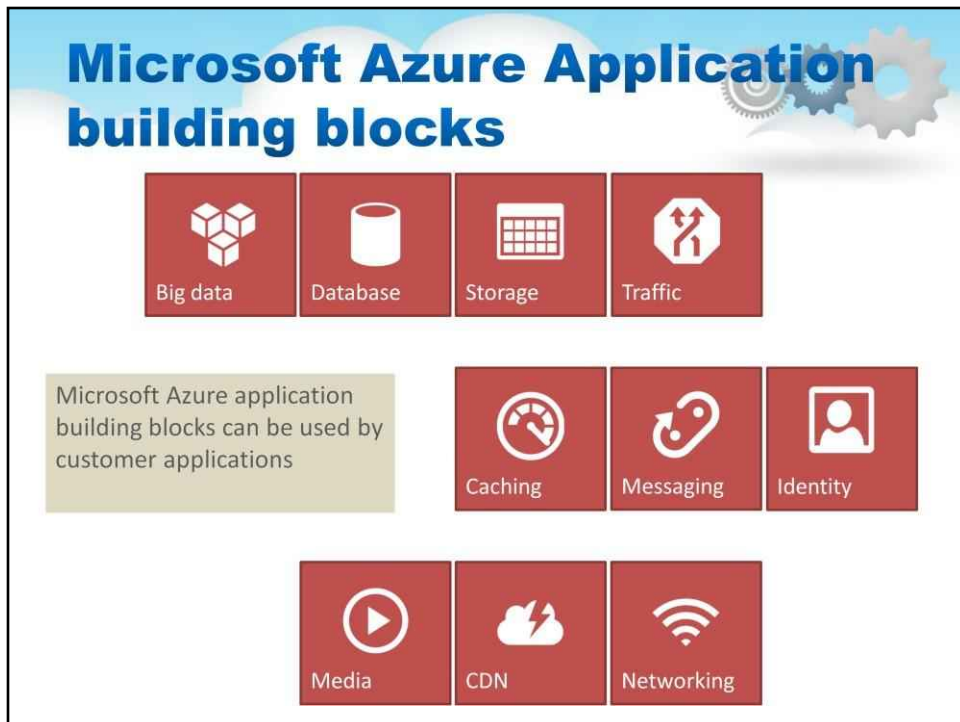 Microsoft Azure Application
building blocks
Big data
Database
Storage
Traffic
Microsoft Azure application
building blocks can be used by
customer applications
Caching
Messaging
Identity
Media
CDN
Networking